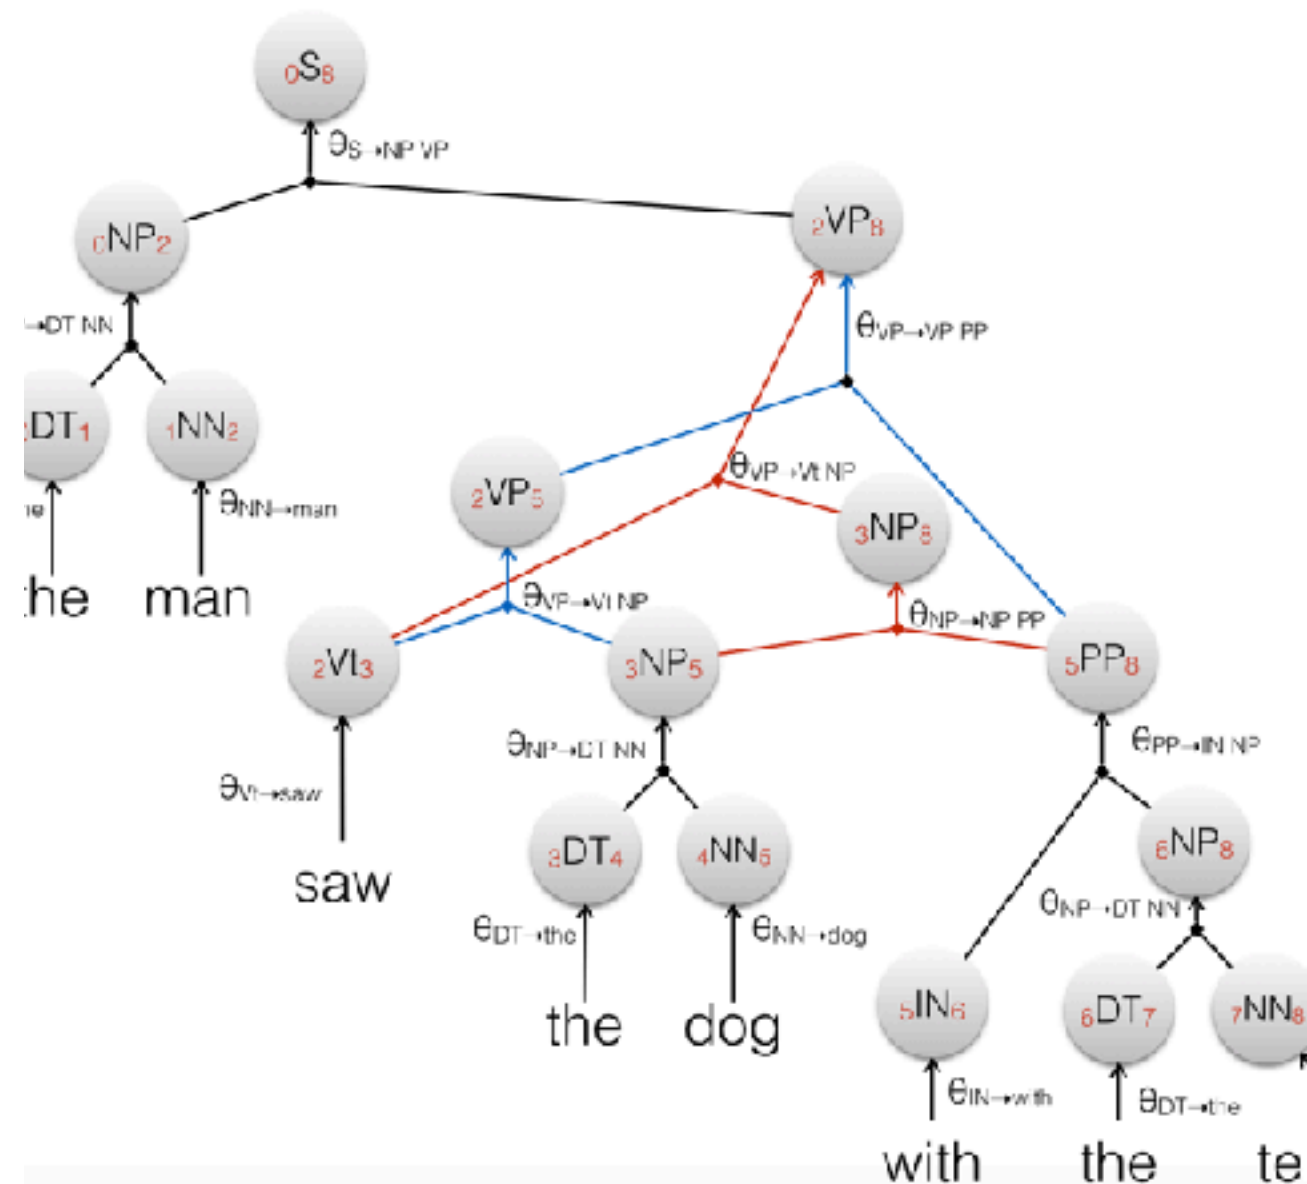 0S8
θS→NP VP
0NP2
2VP8
→DT NN
θVP→VP PP
DT1
1NN2
2VP5
θVP→Vt NP
3NP8
θNN→man
he
man
θVP→Vt NP
θNP→NP PP
2Vt3
3NP5
5PP8
θNP→DT NN
θPP→IN NP
θVt→saw
saw
3DT4
4NN5
6NP8
θNP→DT NN
θDT→the
θNN→dog
the dog
5IN6
6DT7
7NN8
θIN→with
θDT→the
with the te